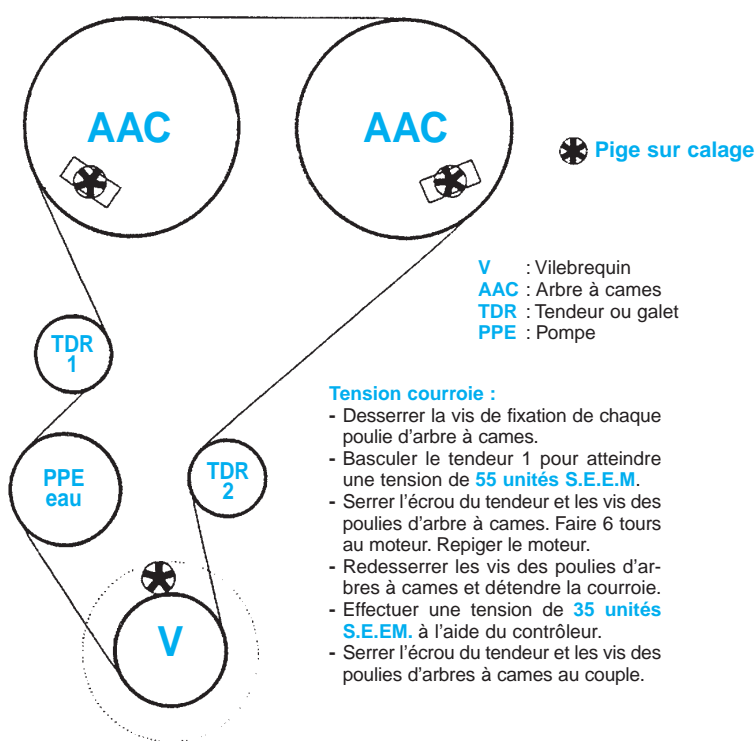 AAC
AAC
Pige sur calage
V : Vilebrequin
AAC : Arbre à cames
TDR : Tendeur ou galet
PPE : Pompe
TDR
1
PPE
eau
TDR
2
V
Tension courroie :
- Desserrer la vis de fixation de chaque
poulie d'arbre à cames.
- Basculer le tendeur 1 pour atteindre
une tension de 55 unités S.E.E.M.
- Serrer l'écrou du tendeur et les vis des
poulies d'arbre à cames. Faire 6 tours
au moteur. Repiger le moteur.
- Redesserrer les vis des poulies d'ar-
bres à cames et détendre la courroie.
- Effectuer une tension de 35 unités
S.E.EM. à l'aide du contrôleur.
- Serrer l'écrou du tendeur et les vis des
poulies d'arbres à cames au couple.